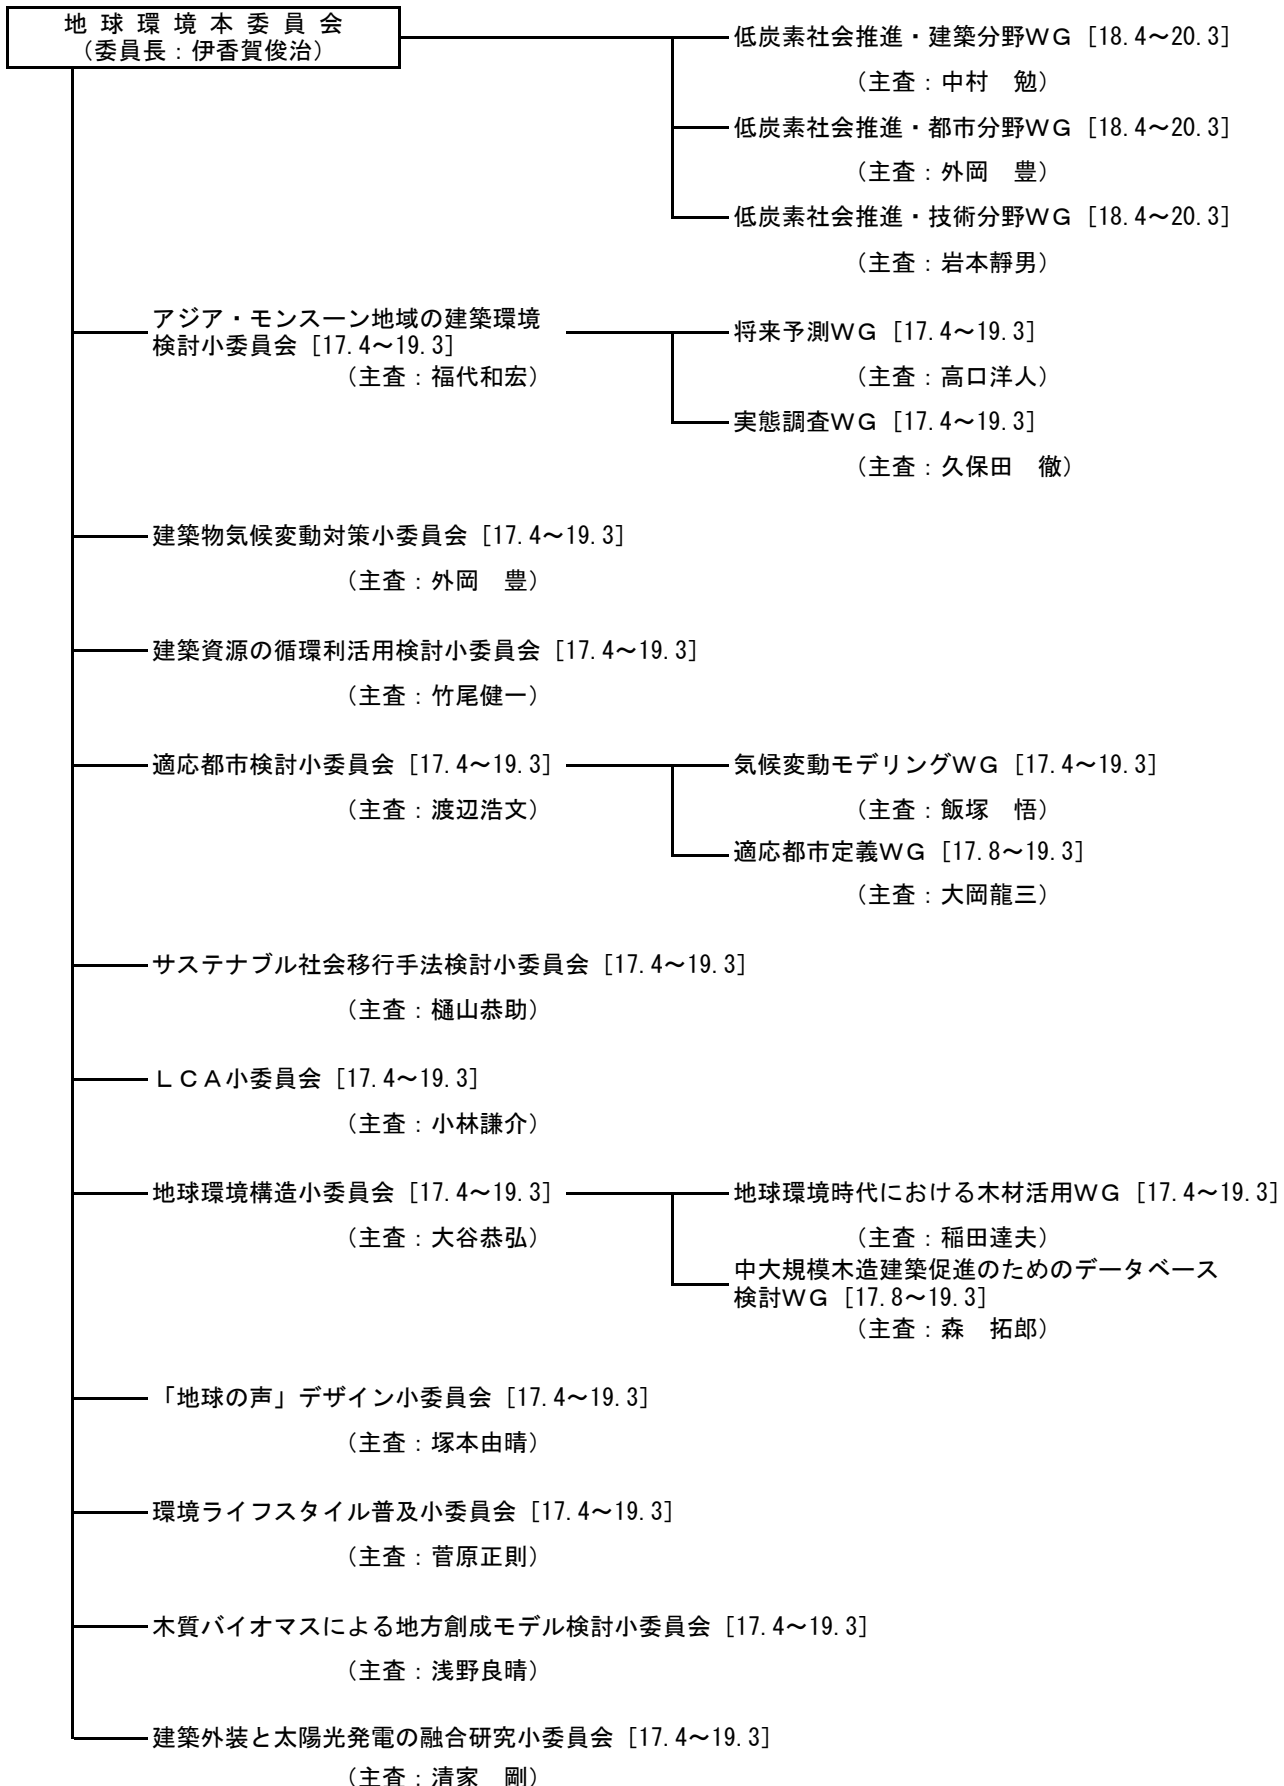 地球環境本委員会
(委員長:伊香賀俊治)
低炭素社会推進・建築分野WG [18.4~20.3]
(主査:中村 勉)
低炭素社会推進・都市分野WG [18.4~20.3]
(主査:外岡 豊)
低炭素社会推進・技術分野WG [18.4~20.3]
(主査:岩本靜男)
アジア・モンスーン地域の建築環境
検討小委員会 [17.4~19.3]
(主査:福代和宏)
将来予測WG [17.4~19.3]
(主査:高口洋人)
実態調査WG [17.4~19.3]
(主査:久保田 徹)
建築物気候変動対策小委員会 [17.4~19.3]
(主査:外岡 豊)
建築資源の循環利活用検討小委員会 [17.4~19.3]
(主査:竹尾健一)
適応都市検討小委員会 [17.4~19.3]
(主査:渡辺浩文)
気候変動モデリングWG [17.4~19.3]
(主査:飯塚 悟)
適応都市定義WG [17.8~19.3]
(主査:大岡龍三)
サステナブル社会移行手法検討小委員会 [17.4~19.3]
(主査:樋山恭助)
LCA小委員会 [17.4~19.3]
(主査:小林謙介)
地球環境構造小委員会 [17.4~19.3]
(主査:大谷恭弘)
地球環境時代における木材活用WG [17.4~19.3]
(主査:稲田達夫)
中大規模木造建築促進のためのデータベース
検討WG [17.8~19.3]
(主査:森 拓郎)
「地球の声」デザイン小委員会 [17.4~19.3]
(主査:塚本由晴)
環境ライフスタイル普及小委員会 [17.4~19.3]
(主査:菅原正則)
木質バイオマスによる地方創成モデル検討小委員会 [17.4~19.3]
(主査:浅野良晴)
建築外装と太陽光発電の融合研究小委員会 [17.4~19.3]
(主査:清家 剛)